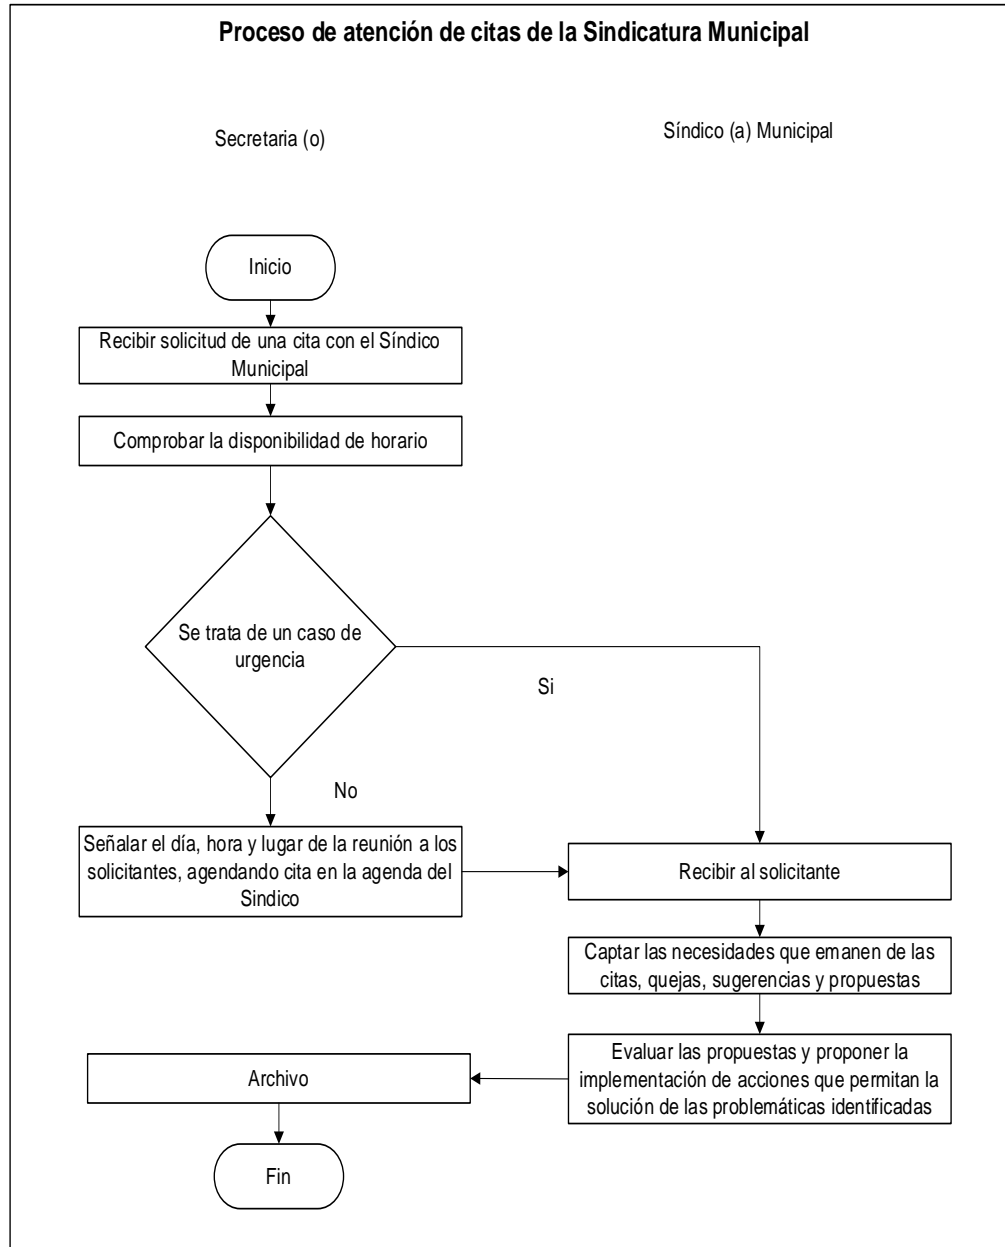 Proceso de atención de citas de la Sindicatura Municipal
Secretaria (o)
Síndico (a) Municipal
Inicio
Recibir solicitud de una cita con el Síndico
Municipal
Comprobar la disponibilidad de horario
Se trata de un caso de
urgencia
Si
No
Señalar el día, hora y lugar de la reunión a los
solicitantes, agendando cita en la agenda del
Sindico
Recibir al solicitante
Captar las necesidades que emanen de las
citas, quejas, sugerencias y propuestas
Evaluar las propuestas y proponer la
implementación de acciones que permitan la
solución de las problemáticas identificadas
Archivo
Fin